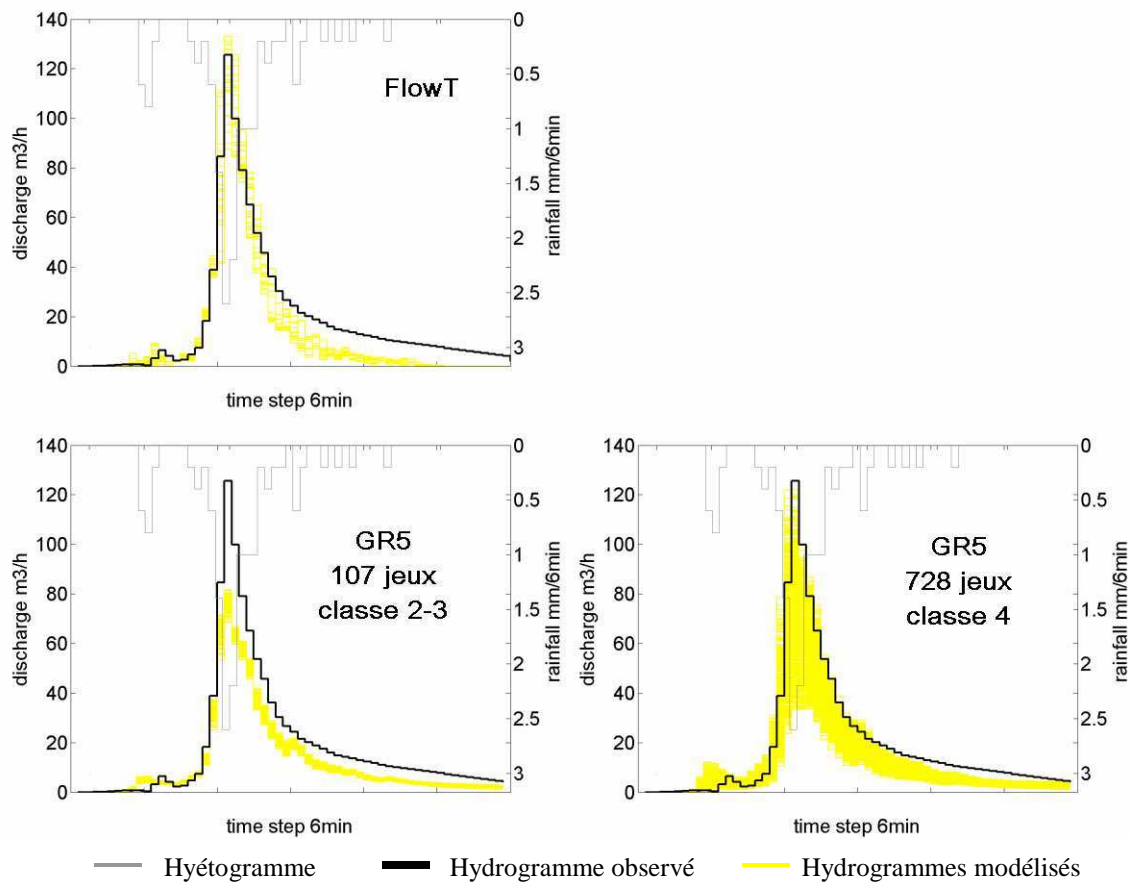 140
120
100
80
60
40
20
0
discharge m3/h
FlowT
0
0.5
1
1.5
2
2.5
3
rainfall mm/6min
time step 6min
140
120
100
80
60
40
20
0
discharge m3/h
GR5
107 jeux
classe 2-3
0
0.5
1
1.5
2
2.5
3
rainfall mm/6min
time step 6min
140
120
100
80
60
40
20
0
discharge m3/h
GR5
728 jeux
classe 4
0
0.5
1
1.5
2
2.5
3
rainfall mm/6min
time step 6min
Hyétogramme
Hydrogramme observé
Hydrogrammes modélisés